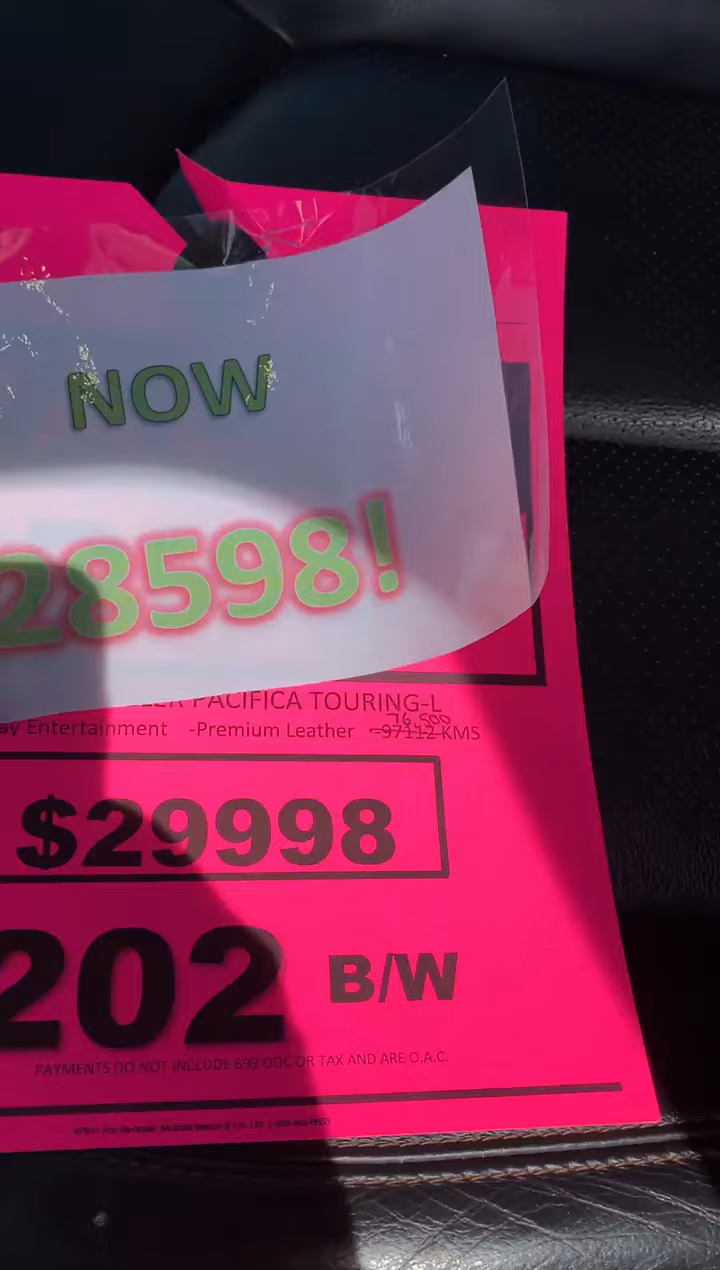 NOW
28598!
PACIFICA TOURING-L
76,500
ay Entertainment -Premium Leather -97112 KMS
$29998
202 B/W
PAYMENTS DO NOT INCLUDE 699 DOC OR TAX AND ARE O.A.C.